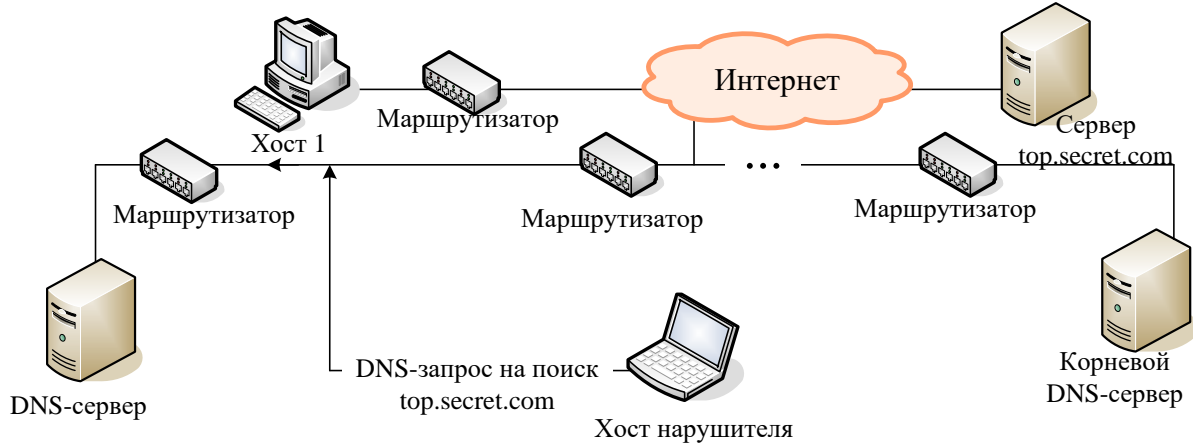 Интернет
Маршрутизатор
Хост 1
Сервер
top.secret.com
Маршрутизатор
Маршрутизатор
Маршрутизатор
DNS-запрос на поиск
top.secret.com
Корневой
DNS-сервер
DNS-сервер
Хост нарушителя